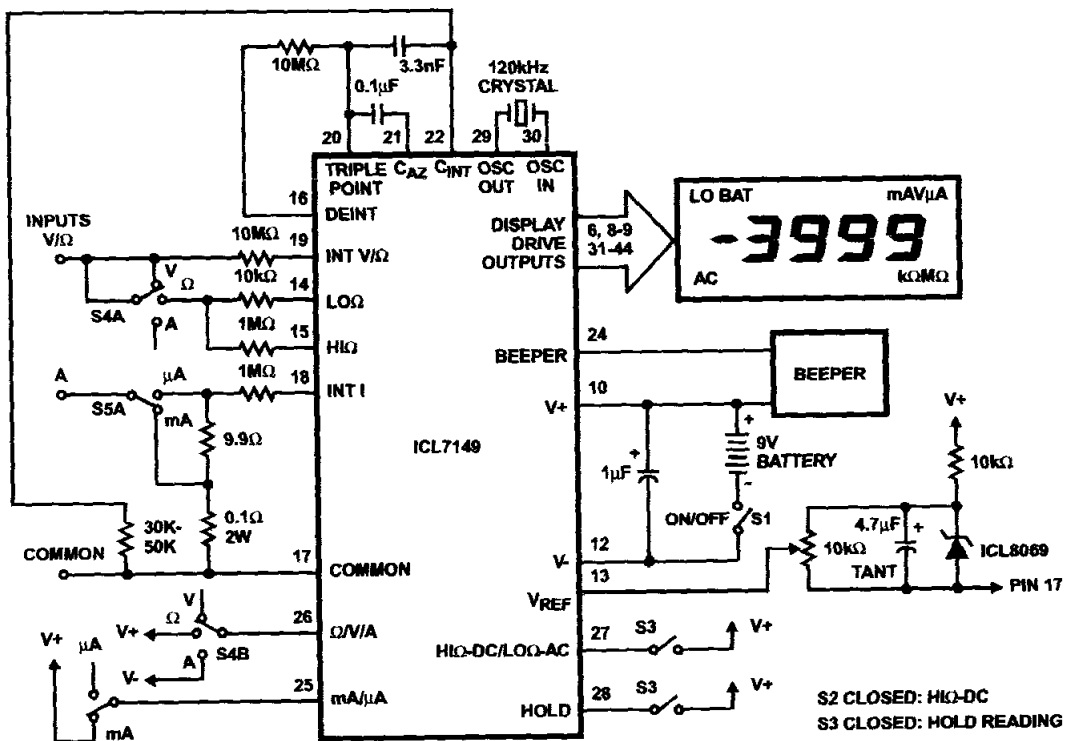 10MΩ
3.3nF
0.1μF
120kHz
CRYSTAL
20
21
22
29
30
TRIPLE
POINT
CAZ
CINT
OSC
OUT
OSC
IN
16
DEINT
INPUTS
V/Ω
10MΩ
19
INT V/Ω
10kΩ
14
LOΩ
V
Ω
S4A
A
1MΩ
15
HIΩ
1MΩ
18
INT I
A
μA
S5A
mA
9.9Ω
0.1Ω
2W
30K-
50K
COMMON
17
COMMON
V
Ω
V+
26
Ω/V/A
A
S4B
V-
V+
μA
25
mA/μA
mA
ICL7149
DISPLAY
DRIVE
OUTPUTS
6, 8-9
31-44
LO BAT
mAVμA
-3999
AC
kΩMΩ
24
BEEPER
BEEPER
10
V+
+
1μF
+
9V
BATTERY
-
ON/OFF
S1
12
V-
13
VREF
V+
10kΩ
4.7μF
+
10kΩ
TANT
ICL8069
PIN 17
27
S3
V+
HIΩ-DC/LOΩ-AC
28
S3
V+
HOLD
S2 CLOSED: HIΩ-DC
S3 CLOSED: HOLD READING